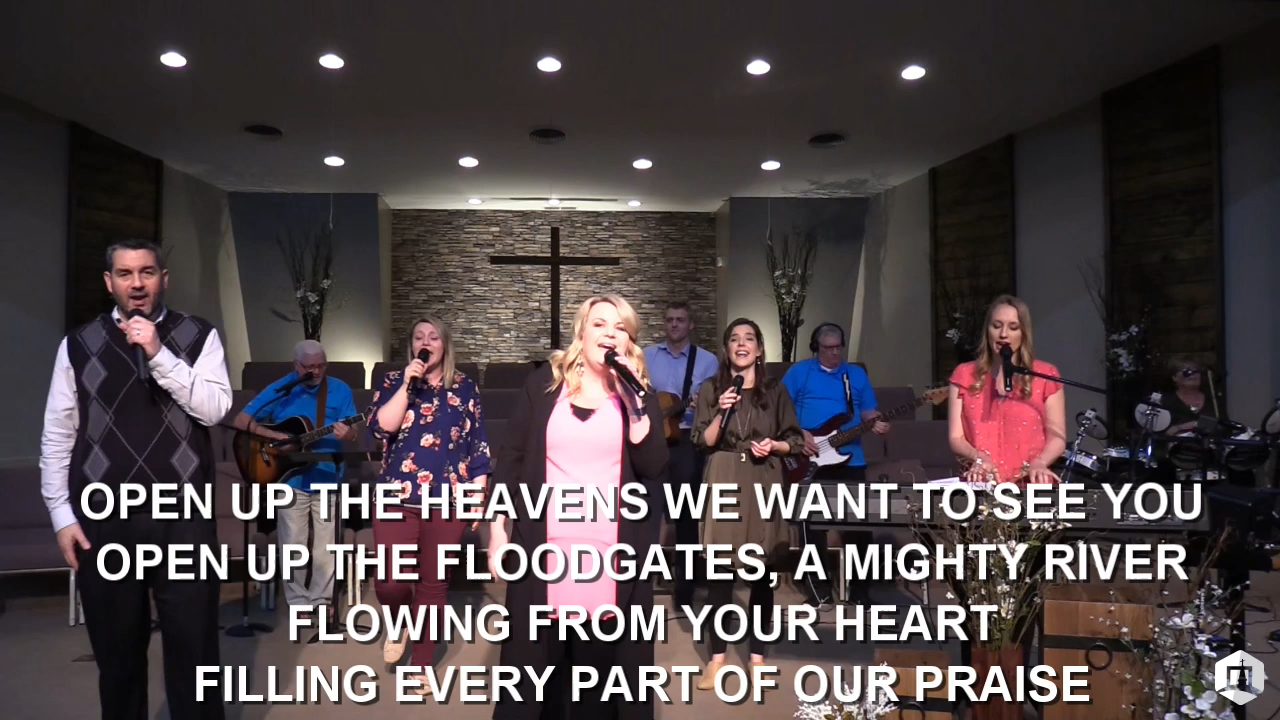 OPEN UP THE HEAVENS WE WANT TO SEE YOU
OPEN UP THE FLOODGATES, A MIGHTY RIVER
FLOWING FROM YOUR HEART
FILLING EVERY PART OF OUR PRAISE